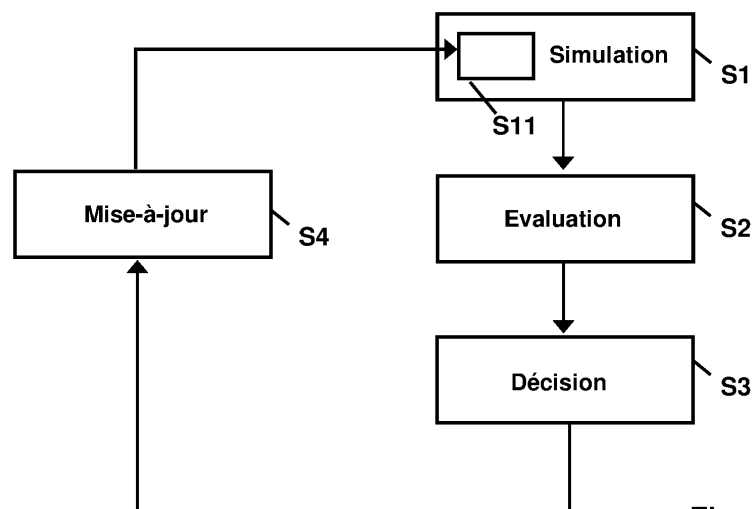 Simulation
S1
S11
Mise-à-jour
S4
Evaluation
S2
Décision
S3